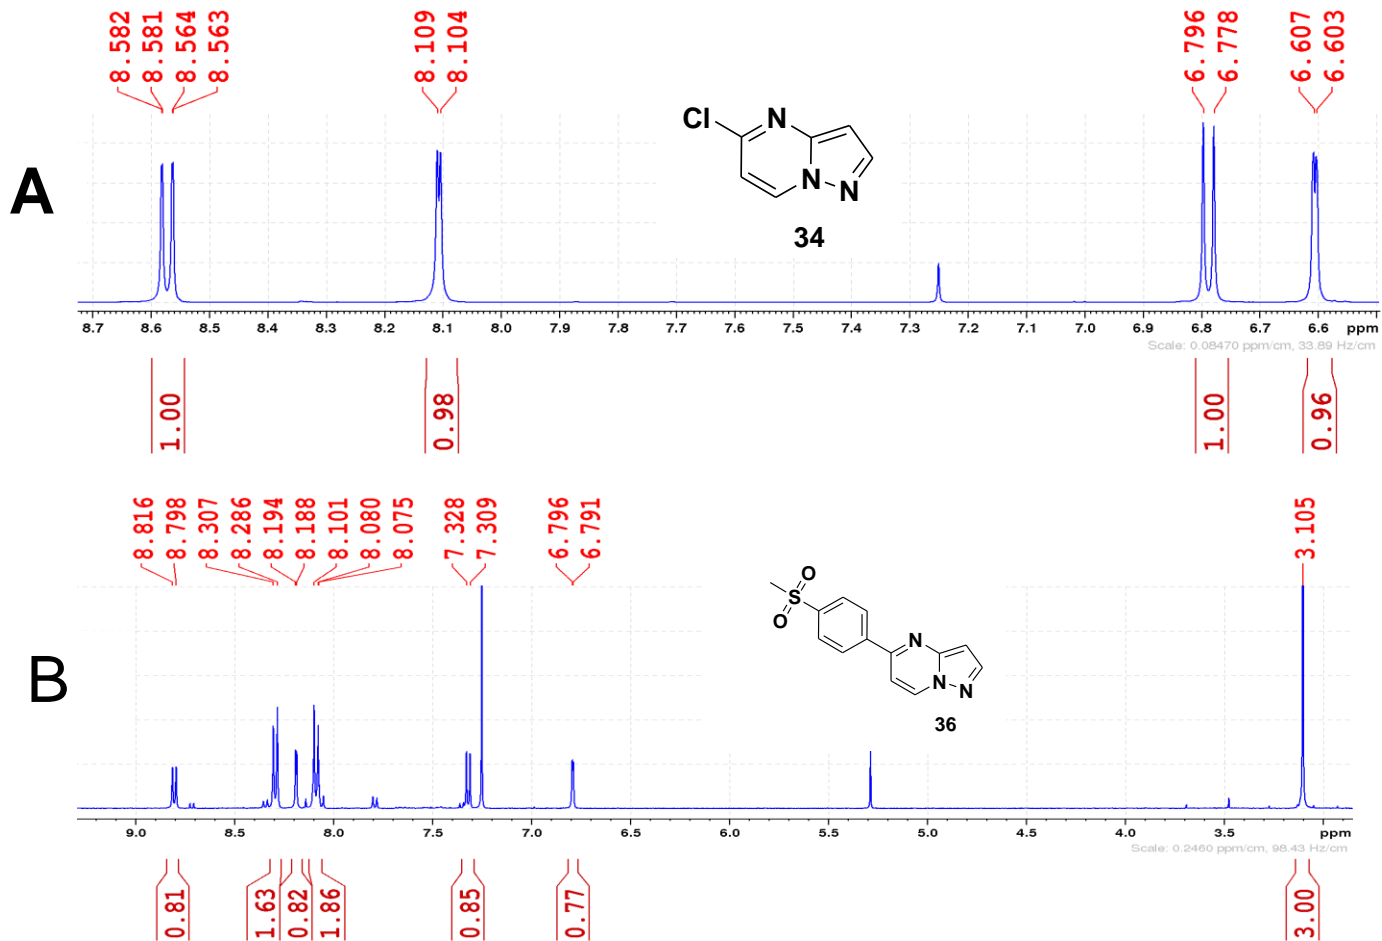 8.582 8.581 8.564 8.563 8.109 8.104 6.796 6.778 6.607 6.603
A
Cl N N N
34
8.7 8.6 8.5 8.4 8.3 8.2 8.1 8.0 7.9 7.8 7.7 7.6 7.5 7.4 7.3 7.2 7.1 7.0 6.9 6.8 6.7 6.6 ppm
Scale: 0.08470 ppm/cm, 33.89 Hz/cm
1.00 0.98 1.00 0.96
8.816 8.798 8.307 8.286 8.194 8.188 8.101 8.080 8.075 7.328 7.309 6.796 6.791 3.105
B
O S O N N N
36
9.0 8.5 8.0 7.5 7.0 6.5 6.0 5.5 5.0 4.5 4.0 3.5 ppm
Scale: 0.2460 ppm/cm, 98.43 Hz/cm
0.81 1.63 0.82 1.86 0.85 0.77 3.00